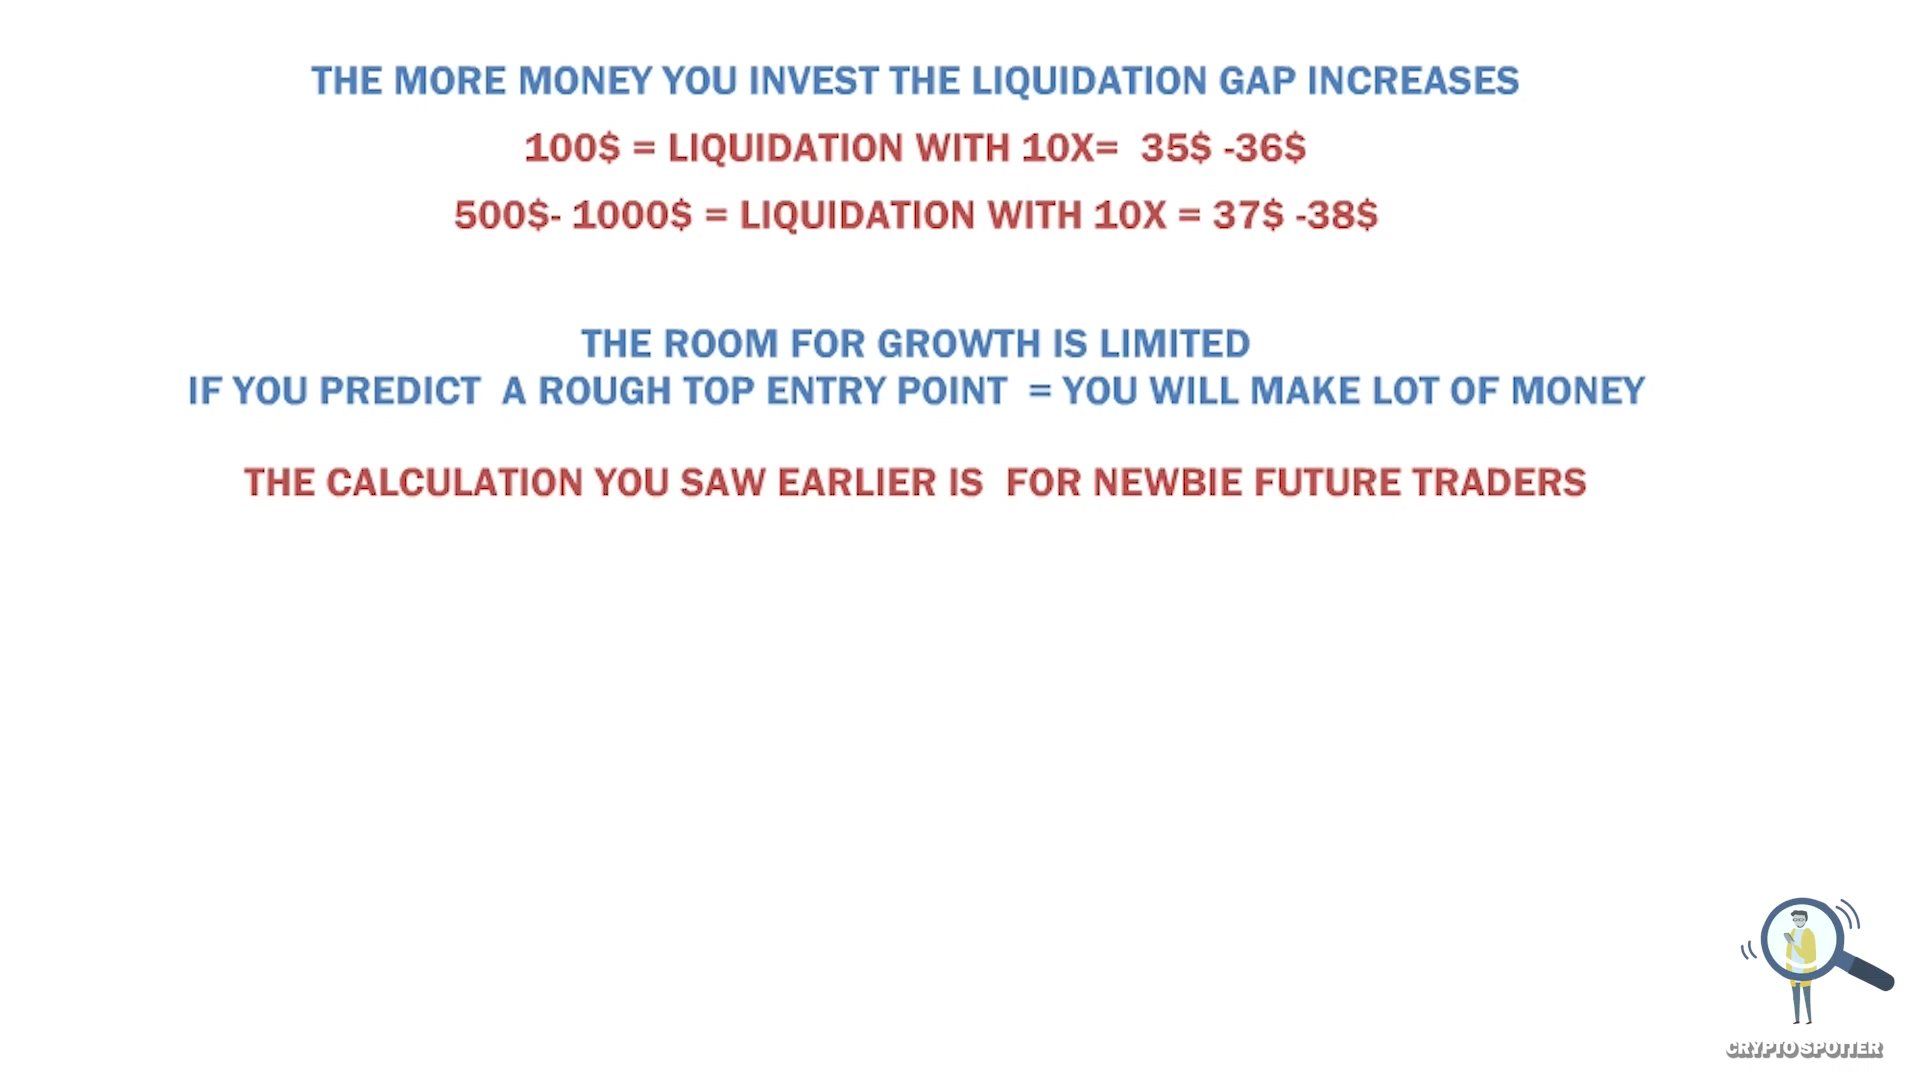 THE MORE MONEY YOU INVEST THE LIQUIDATION GAP INCREASES
100$ = LIQUIDATION WITH 10X= 35$ -36$
500$- 1000$ = LIQUIDATION WITH 10X = 37$ -38$
THE ROOM FOR GROWTH IS LIMITED
IF YOU PREDICT A ROUGH TOP ENTRY POINT = YOU WILL MAKE LOT OF MONEY
THE CALCULATION YOU SAW EARLIER IS FOR NEWBIE FUTURE TRADERS
CRYPTO SPOTTER